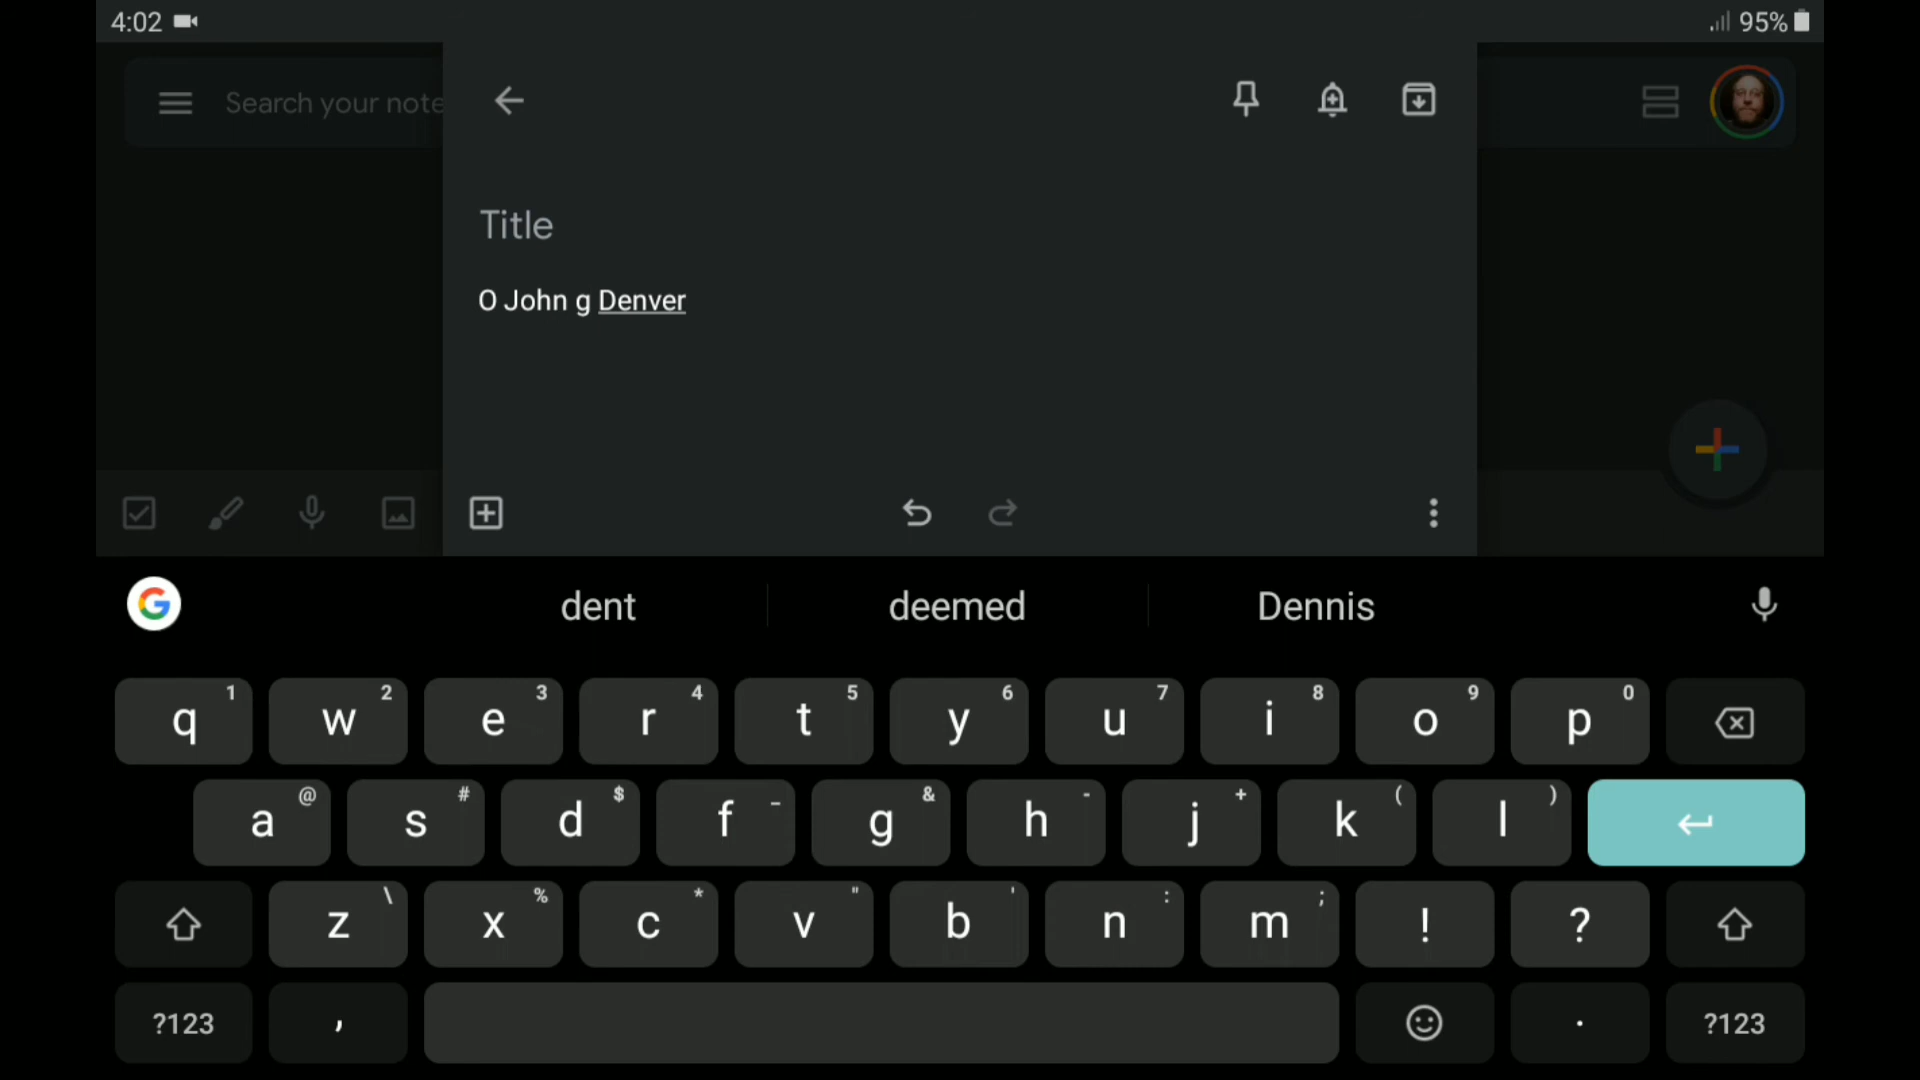 4:02 95%
Search your note
Title
O John g Denver
dent deemed Dennis
q 1 w 2 e 3 r 4 t 5 y 6 u 7 i 8 o 9 p 0
a @ s # d $ f _ g & h - j + k ( l )
z \ x % c * v " b ' n : m ; ! ?
?123 , . ?123